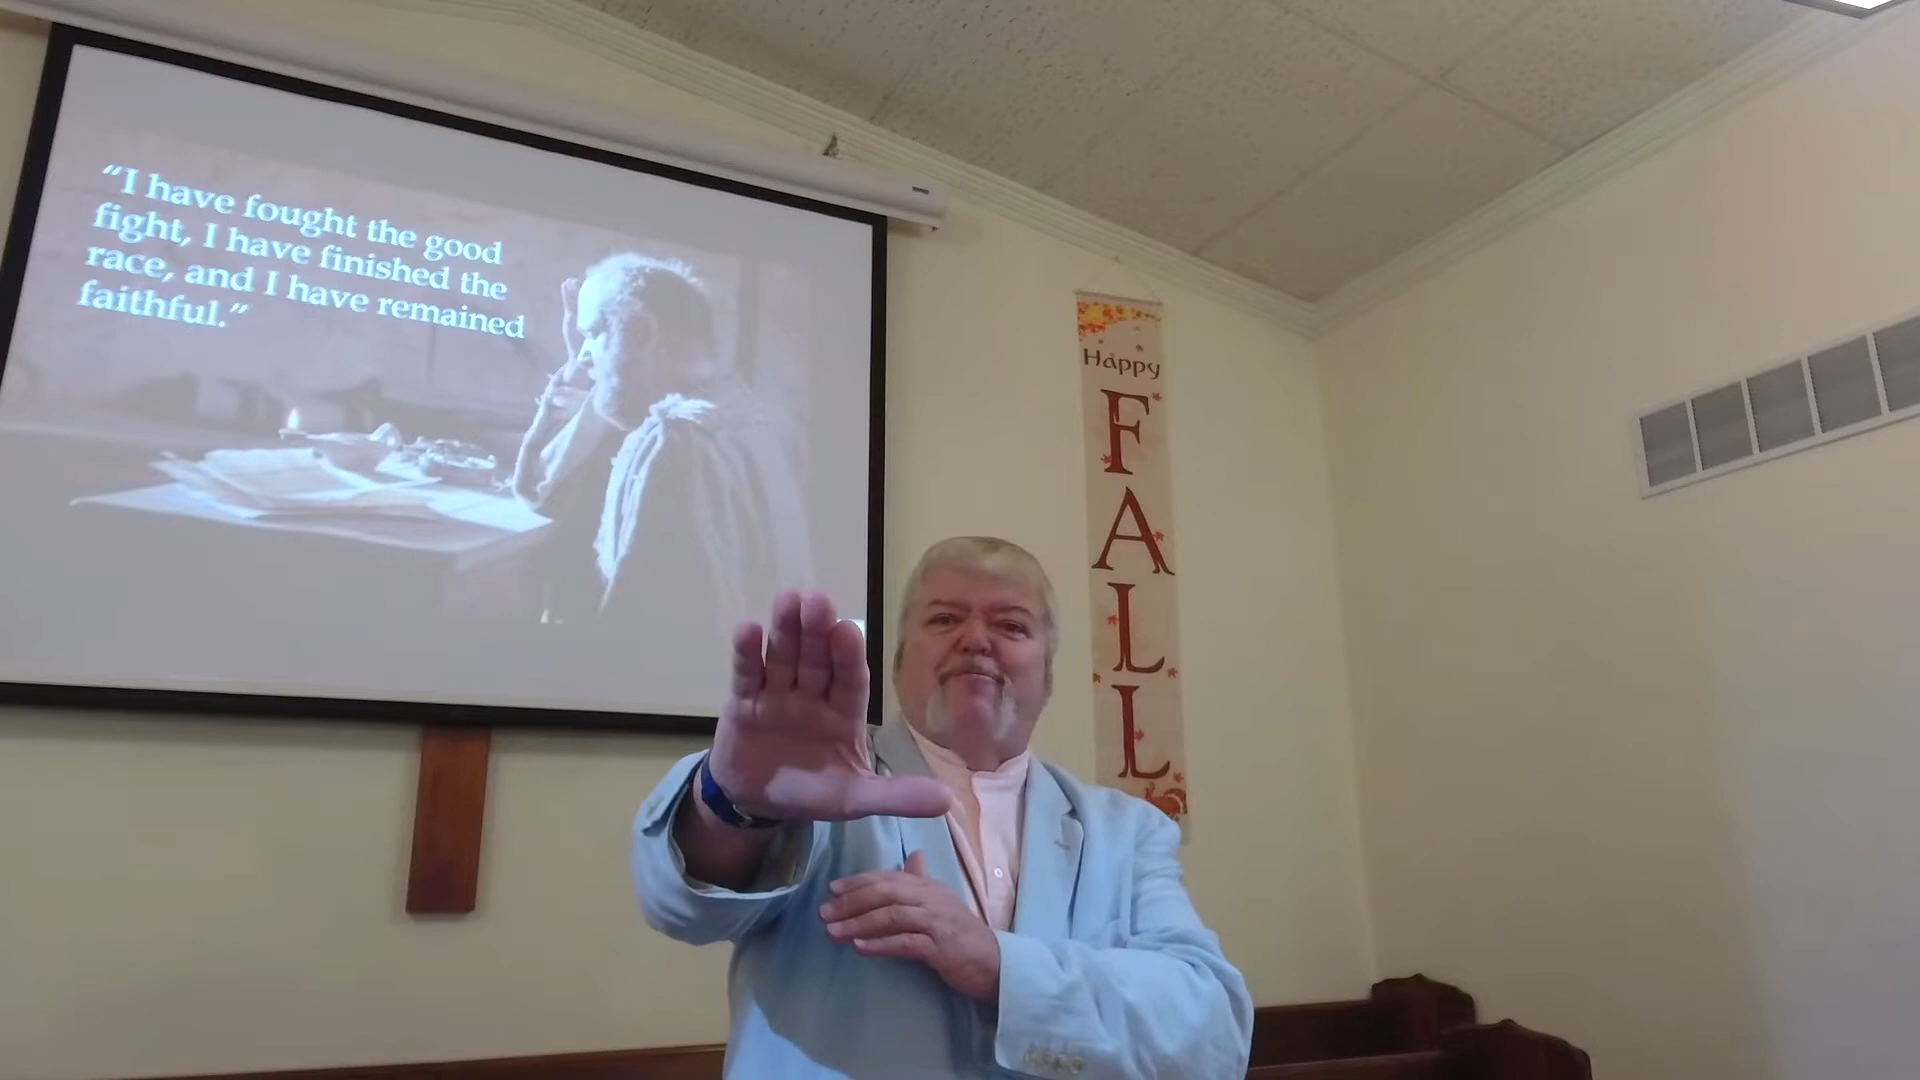 “I have fought the good
fight, I have finished the
race, and I have remained
faithful.”
Happy
FALL